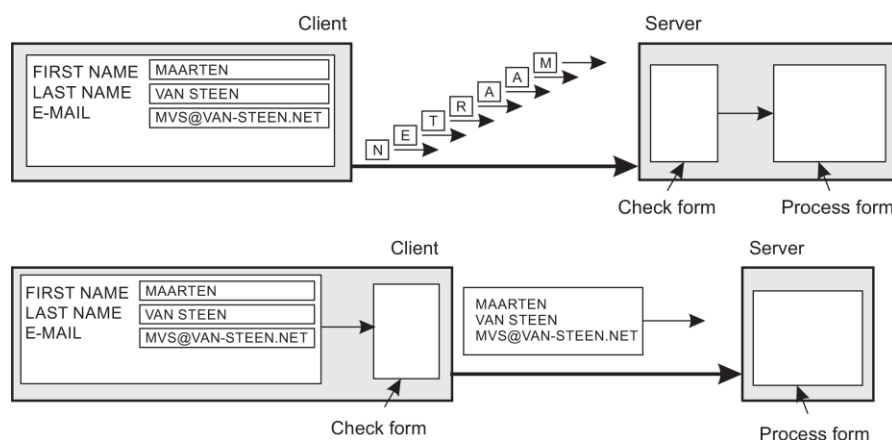 Client
Server
FIRST NAME MAARTEN
LAST NAME VAN STEEN
E-MAIL MVS@VAN-STEEN.NET
M
A
A
R
T
E
N
Check form
Process form
Client
Server
FIRST NAME MAARTEN
LAST NAME VAN STEEN
E-MAIL MVS@VAN-STEEN.NET
MAARTEN
VAN STEEN
MVS@VAN-STEEN.NET
Check form
Process form